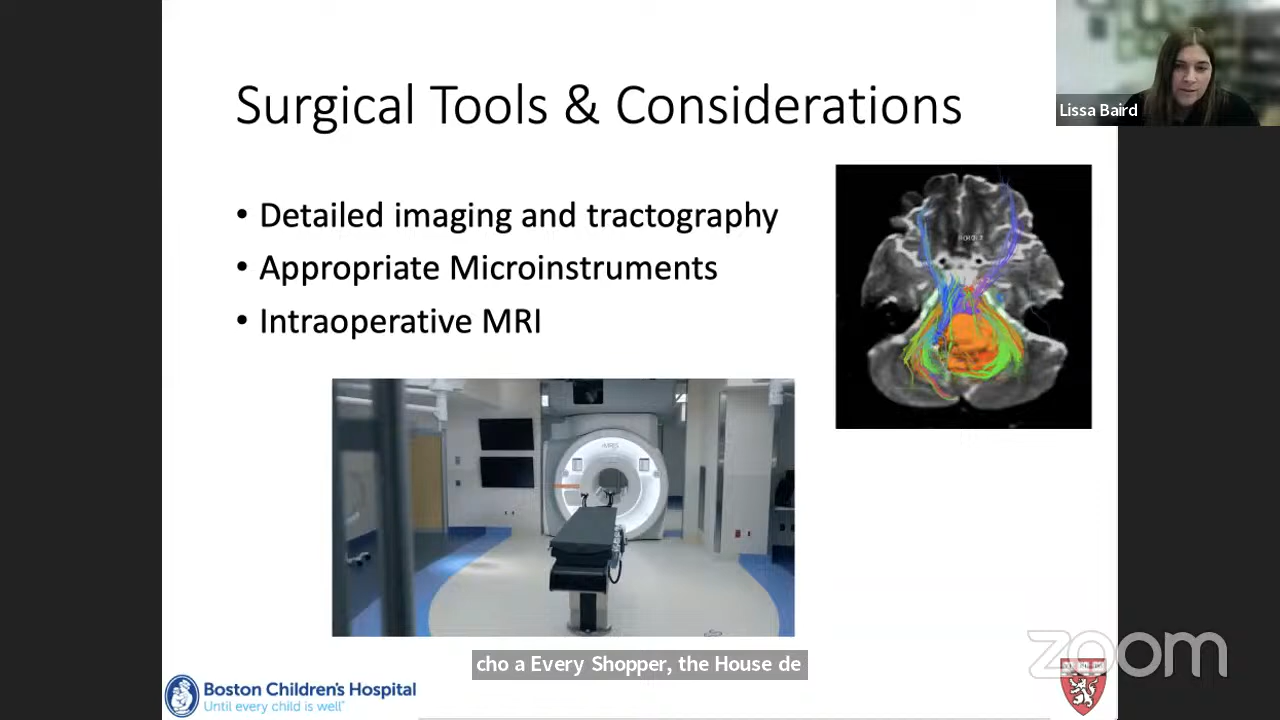 Surgical Tools & Considerations
Lissa Baird
• Detailed imaging and tractography
• Appropriate Microinstruments
• Intraoperative MRI
IMRIS
cho a Every Shopper, the House de
zoom
Boston Children's Hospital
Until every child is well